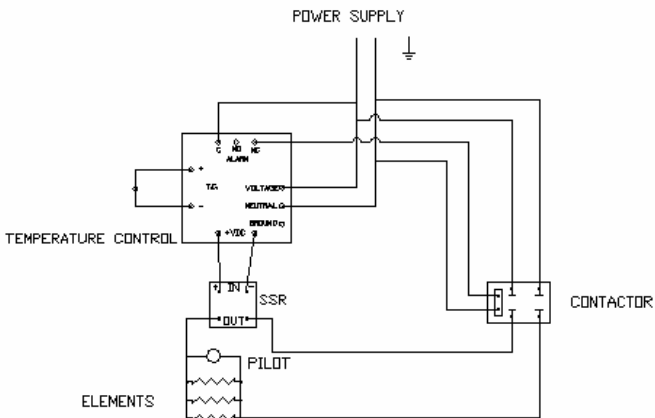 POWER SUPPLY
C NO NC
ALARM
+
T/C
VOLTAGE
NEUTRAL
-
GROUND
+VDC
TEMPERATURE CONTROL
+ IN -
SSR
OUT
CONTACTOR
PILOT
ELEMENTS